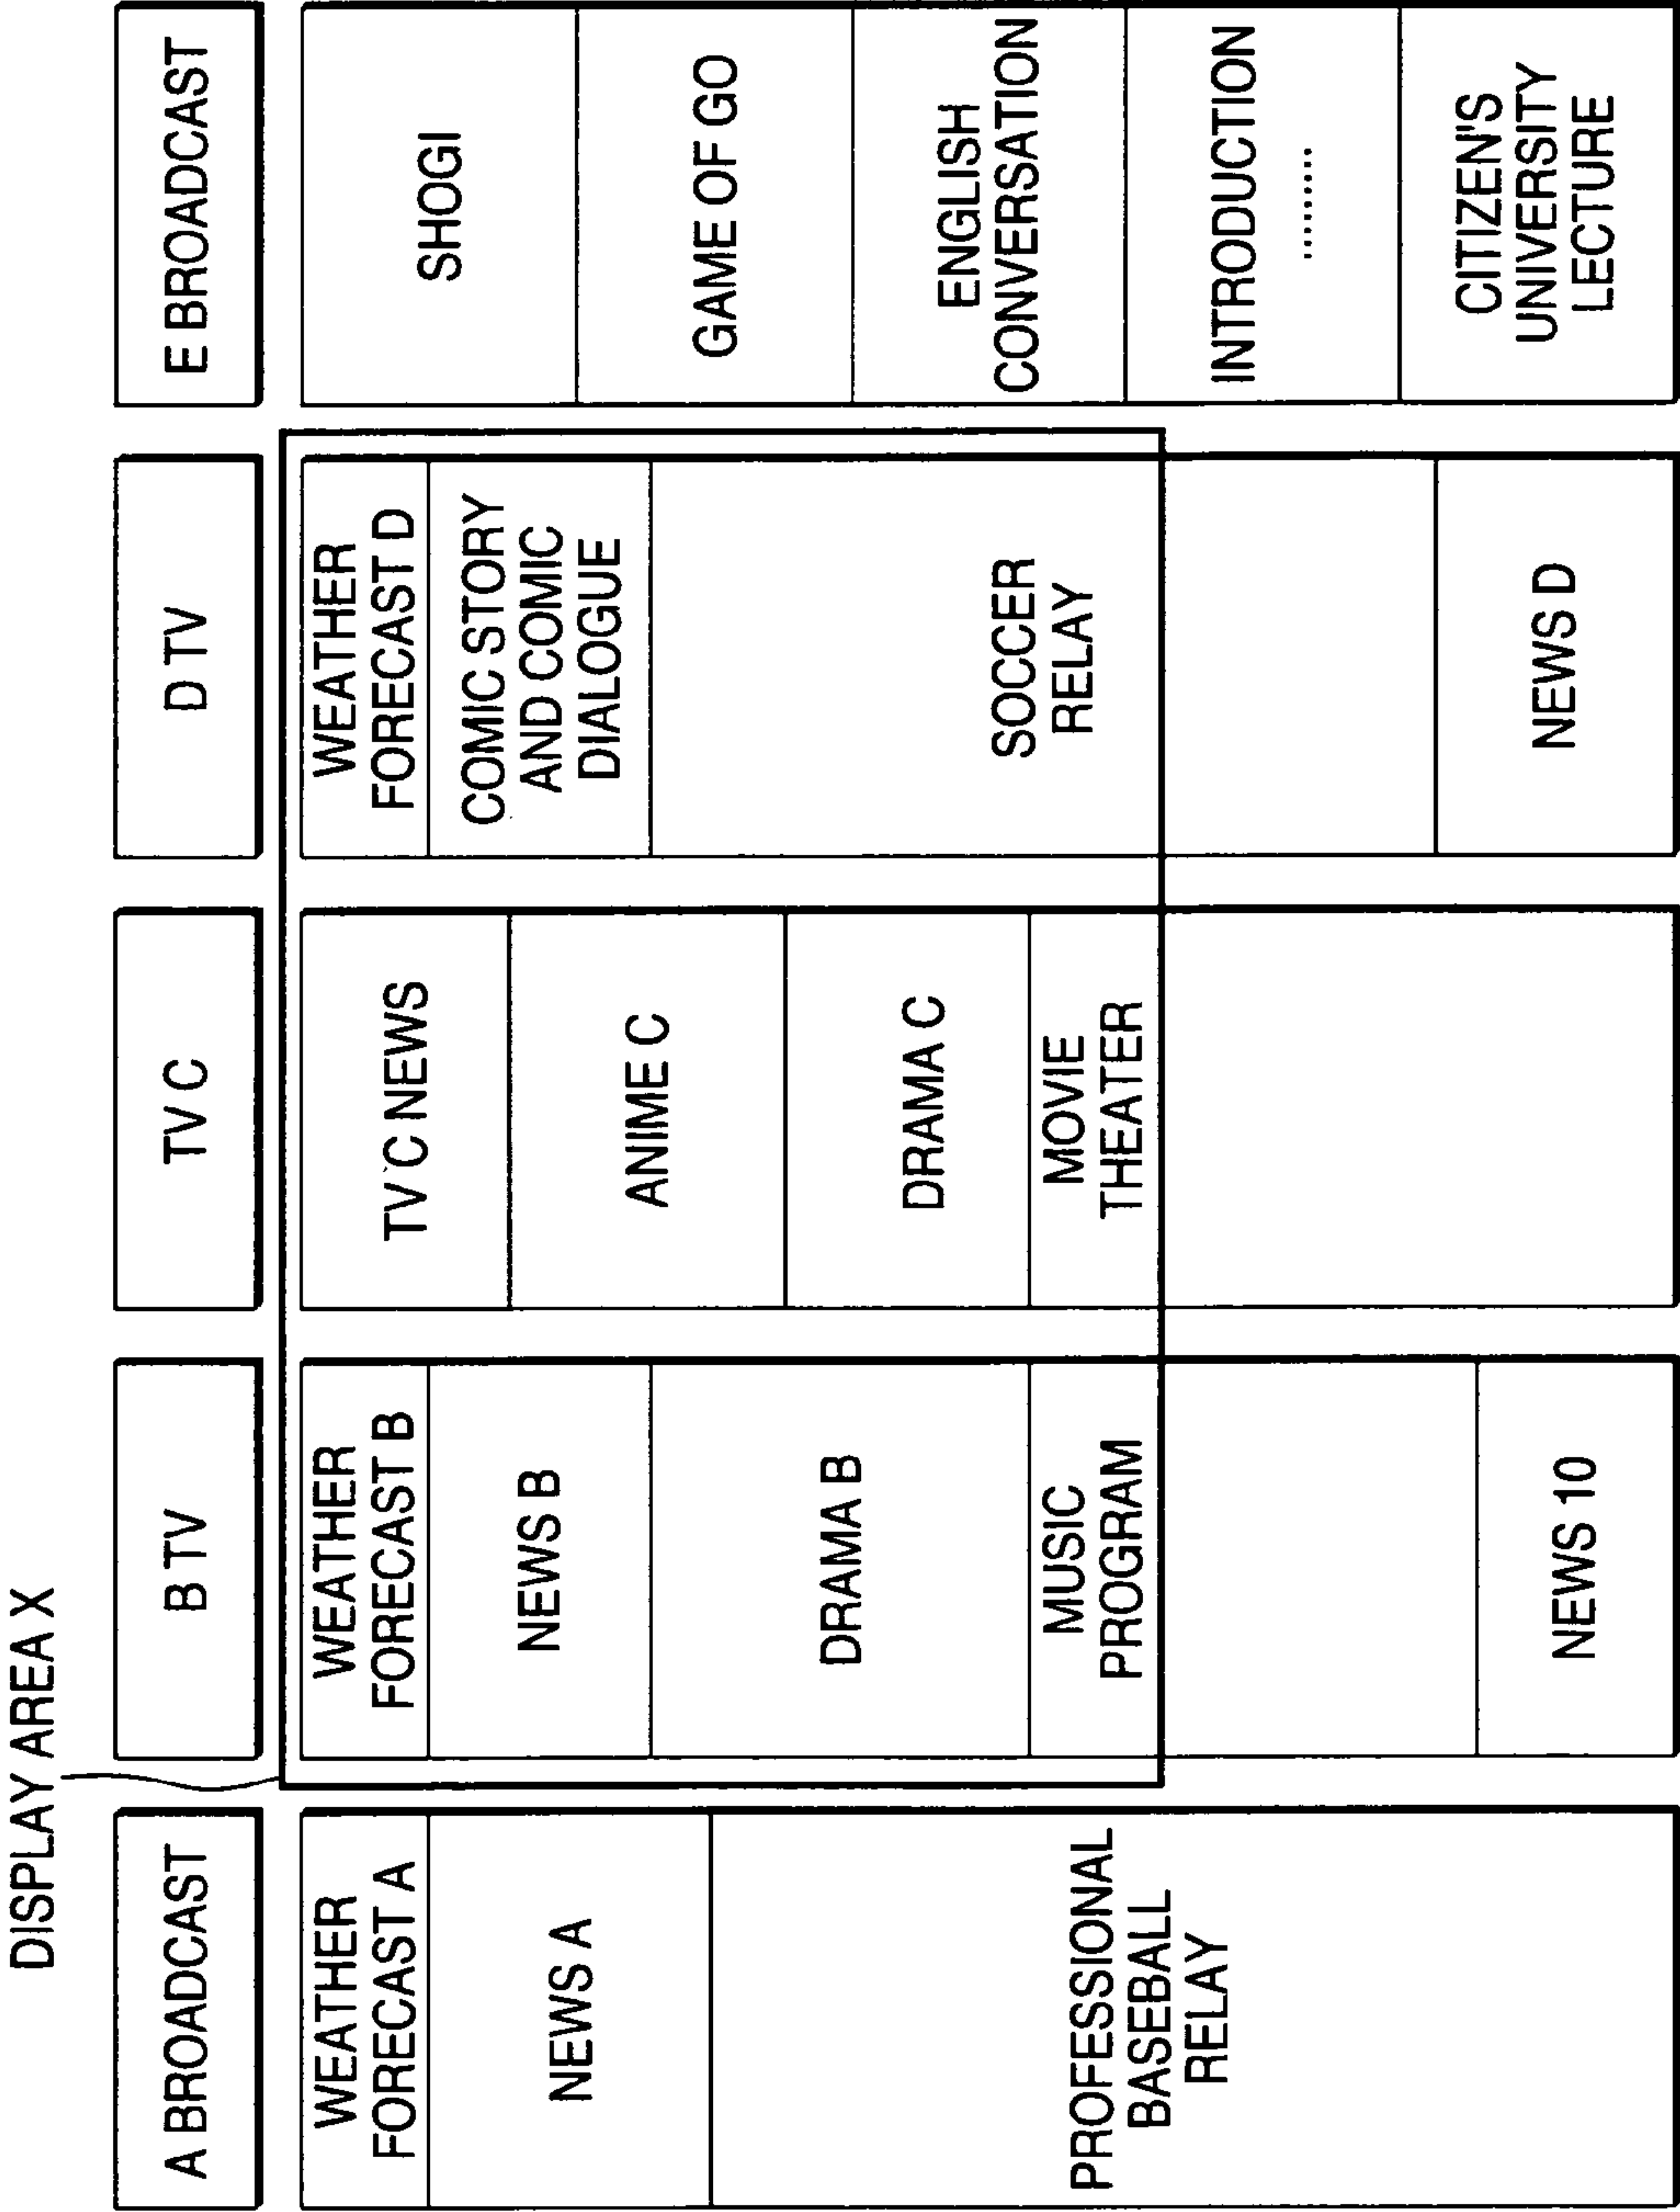 DISPLAY AREA X
A BROADCAST
WEATHER
FORECAST A
NEWS A
PROFESSIONAL
BASEBALL
RELAY
B TV
WEATHER
FORECAST B
NEWS B
DRAMA B
MUSIC
PROGRAM
NEWS 10
TV C
TV C NEWS
ANIME C
DRAMA C
MOVIE
THEATER
D TV
WEATHER
FORECAST D
COMIC STORY
AND COMIC
DIALOGUE
SOCCER
RELAY
NEWS D
E BROADCAST
SHOGI
GAME OF GO
ENGLISH
CONVERSATION
INTRODUCTION
.........
CITIZEN'S
UNIVERSITY
LECTURE